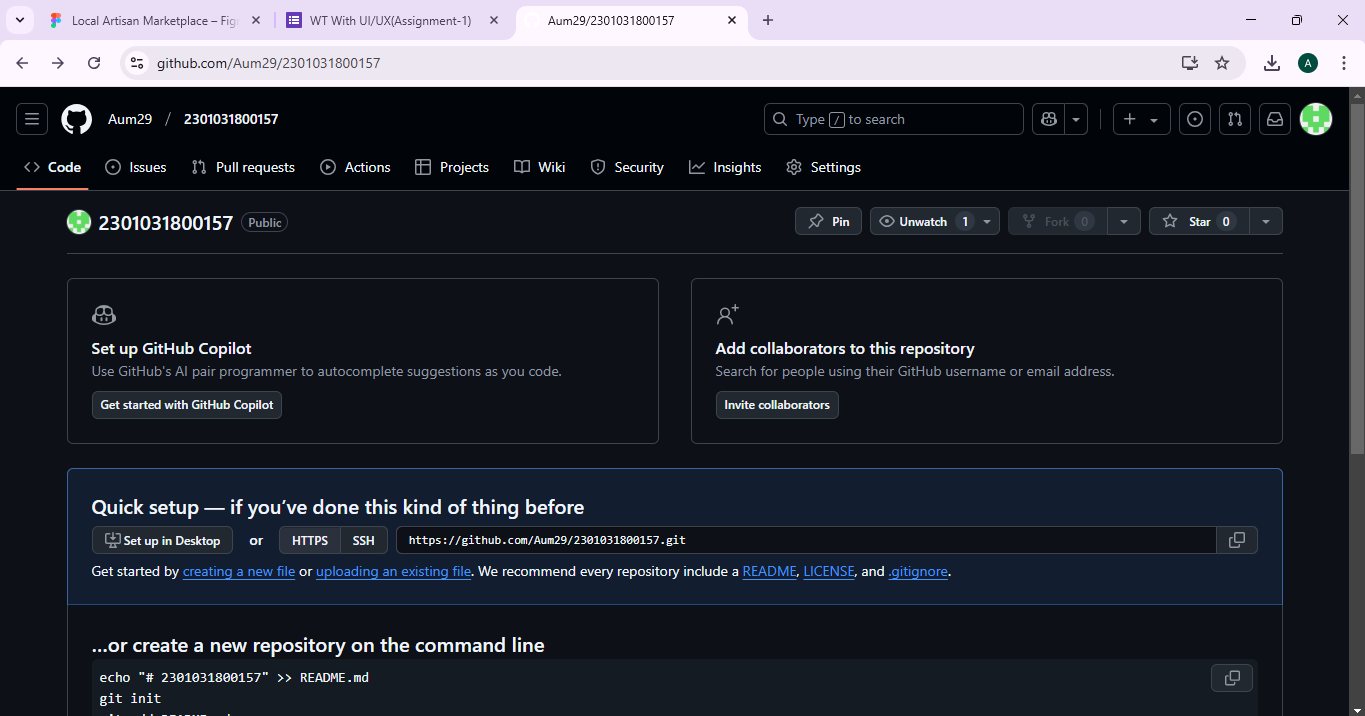 Local Artisan Marketplace – Fig
WT With UI/UX(Assignment-1)
Aum29/2301031800157
github.com/Aum29/2301031800157
A
Aum29 / 2301031800157
Type / to search
Code Issues Pull requests Actions Projects Wiki Security Insights Settings
2301031800157 Public
Pin Unwatch 1 Fork 0 Star 0
Set up GitHub Copilot
Use GitHub's AI pair programmer to autocomplete suggestions as you code.
Get started with GitHub Copilot
Add collaborators to this repository
Search for people using their GitHub username or email address.
Invite collaborators
Quick setup — if you've done this kind of thing before
Set up in Desktop or HTTPS SSH https://github.com/Aum29/2301031800157.git
Get started by creating a new file or uploading an existing file. We recommend every repository include a README, LICENSE, and .gitignore.
…or create a new repository on the command line
echo "# 2301031800157" >> README.md
git init